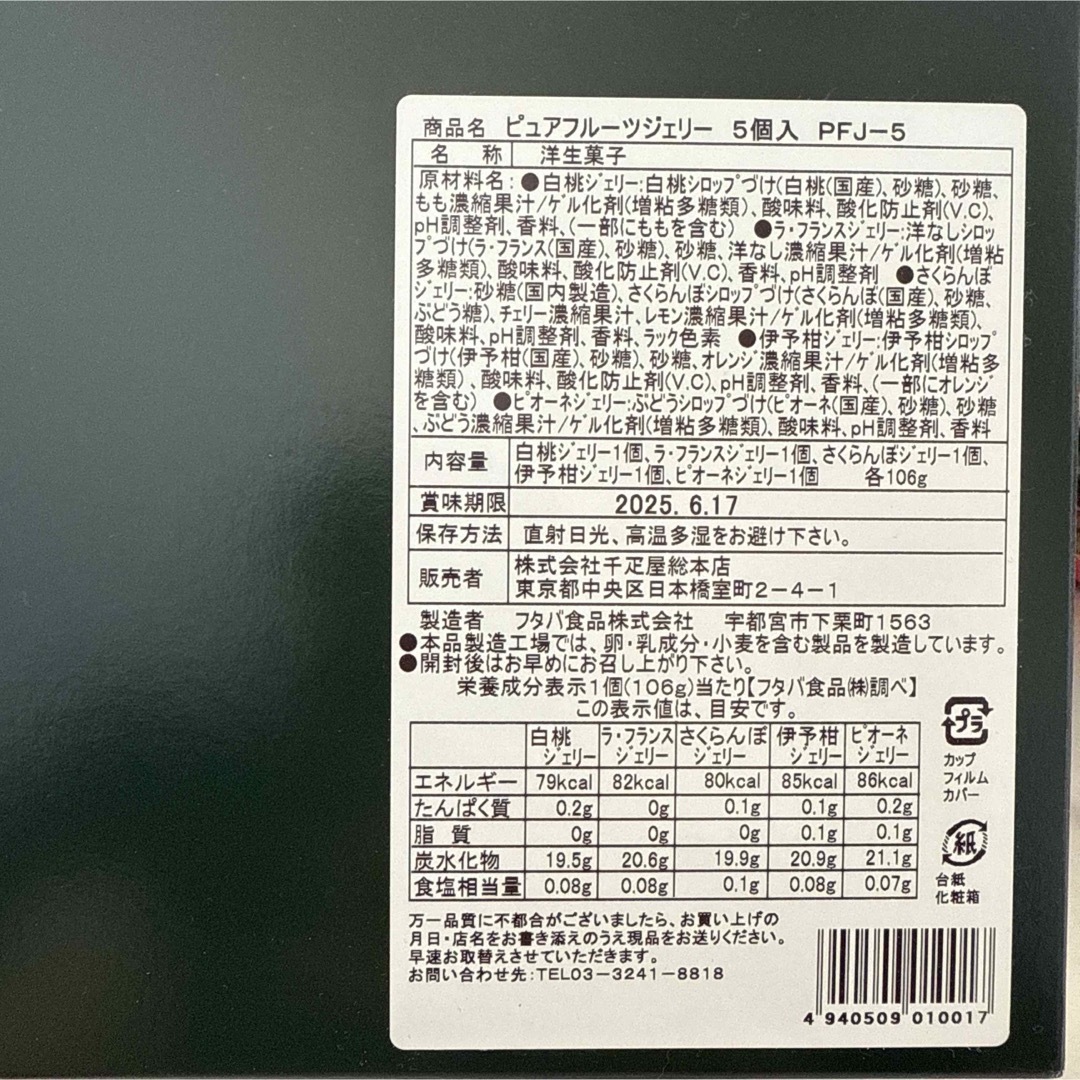 商品名 ピュアフルーツジェリー 5個入 PFJ-5
名 称 洋生菓子
原材料名:●白桃ジェリー:白桃シロップづけ(白桃(国産)、砂糖)、砂糖、
もも濃縮果汁/ゲル化剤(増粘多糖類)、酸味料、酸化防止剤(V.C)、
pH調整剤、香料、(一部にももを含む) ●ラ・フランスジェリー:洋なしシロッ
プづけ(ラ・フランス(国産)、砂糖)、砂糖、洋なし濃縮果汁/ゲル化剤(増粘
多糖類)、酸味料、酸化防止剤(V.C)、香料、pH調整剤 ●さくらんぼ
ジェリー:砂糖(国内製造)、さくらんぼシロップづけ(さくらんぼ(国産)、砂糖、
ぶどう糖)、チェリー濃縮果汁、レモン濃縮果汁/ゲル化剤(増粘多糖類)、
酸味料、pH調整剤、香料、ラック色素 ●伊予柑ジェリー:伊予柑シロップ
づけ(伊予柑(国産)、砂糖)、砂糖、オレンジ濃縮果汁/ゲル化剤(増粘多
糖類)、酸味料、酸化防止剤(V.C)、pH調整剤、香料、(一部にオレンジ
を含む) ●ピオーネジェリー:ぶどうシロップづけ(ピオーネ(国産)、砂糖)、砂糖
、ぶどう濃縮果汁/ゲル化剤(増粘多糖類)、酸味料、pH調整剤、香料
内容量 白桃ジェリー1個、ラ・フランスジェリー1個、さくらんぼジェリー1個、
伊予柑ジェリー1個、ピオーネジェリー1個 各106g
賞味期限 2025. 6.17
保存方法 直射日光、高温多湿をお避け下さい。
販売者 株式会社千疋屋総本店
東京都中央区日本橋室町2-4-1
製造者 フタバ食品株式会社 宇都宮市下栗町1563
●本品製造工場では、卵・乳成分・小麦を含む製品を製造しています。
●開封後はお早めにお召し上がり下さい。
栄養成分表示1個(106g)当たり【フタバ食品㈱調べ】
この表示値は、目安です。
白桃ジェリー ラ・フランスジェリー さくらんぼジェリー 伊予柑ジェリー ピオーネジェリー
エネルギー 79kcal 82kcal 80kcal 85kcal 86kcal
たんぱく質 0.2g 0g 0.1g 0.1g 0.2g
脂 質 0g 0g 0g 0.1g 0.1g
炭水化物 19.5g 20.6g 19.9g 20.9g 21.1g
食塩相当量 0.08g 0.08g 0.1g 0.08g 0.07g
プラ
カップ
フィルム
カバー
紙
台紙
化粧箱
万一品質に不都合がございましたら、お買い上げの
月日・店名をお書き添えのうえ現品をお送りください。
早速お取替えさせていただきます。
お問い合わせ先:TEL03-3241-8818
4 940509 010017